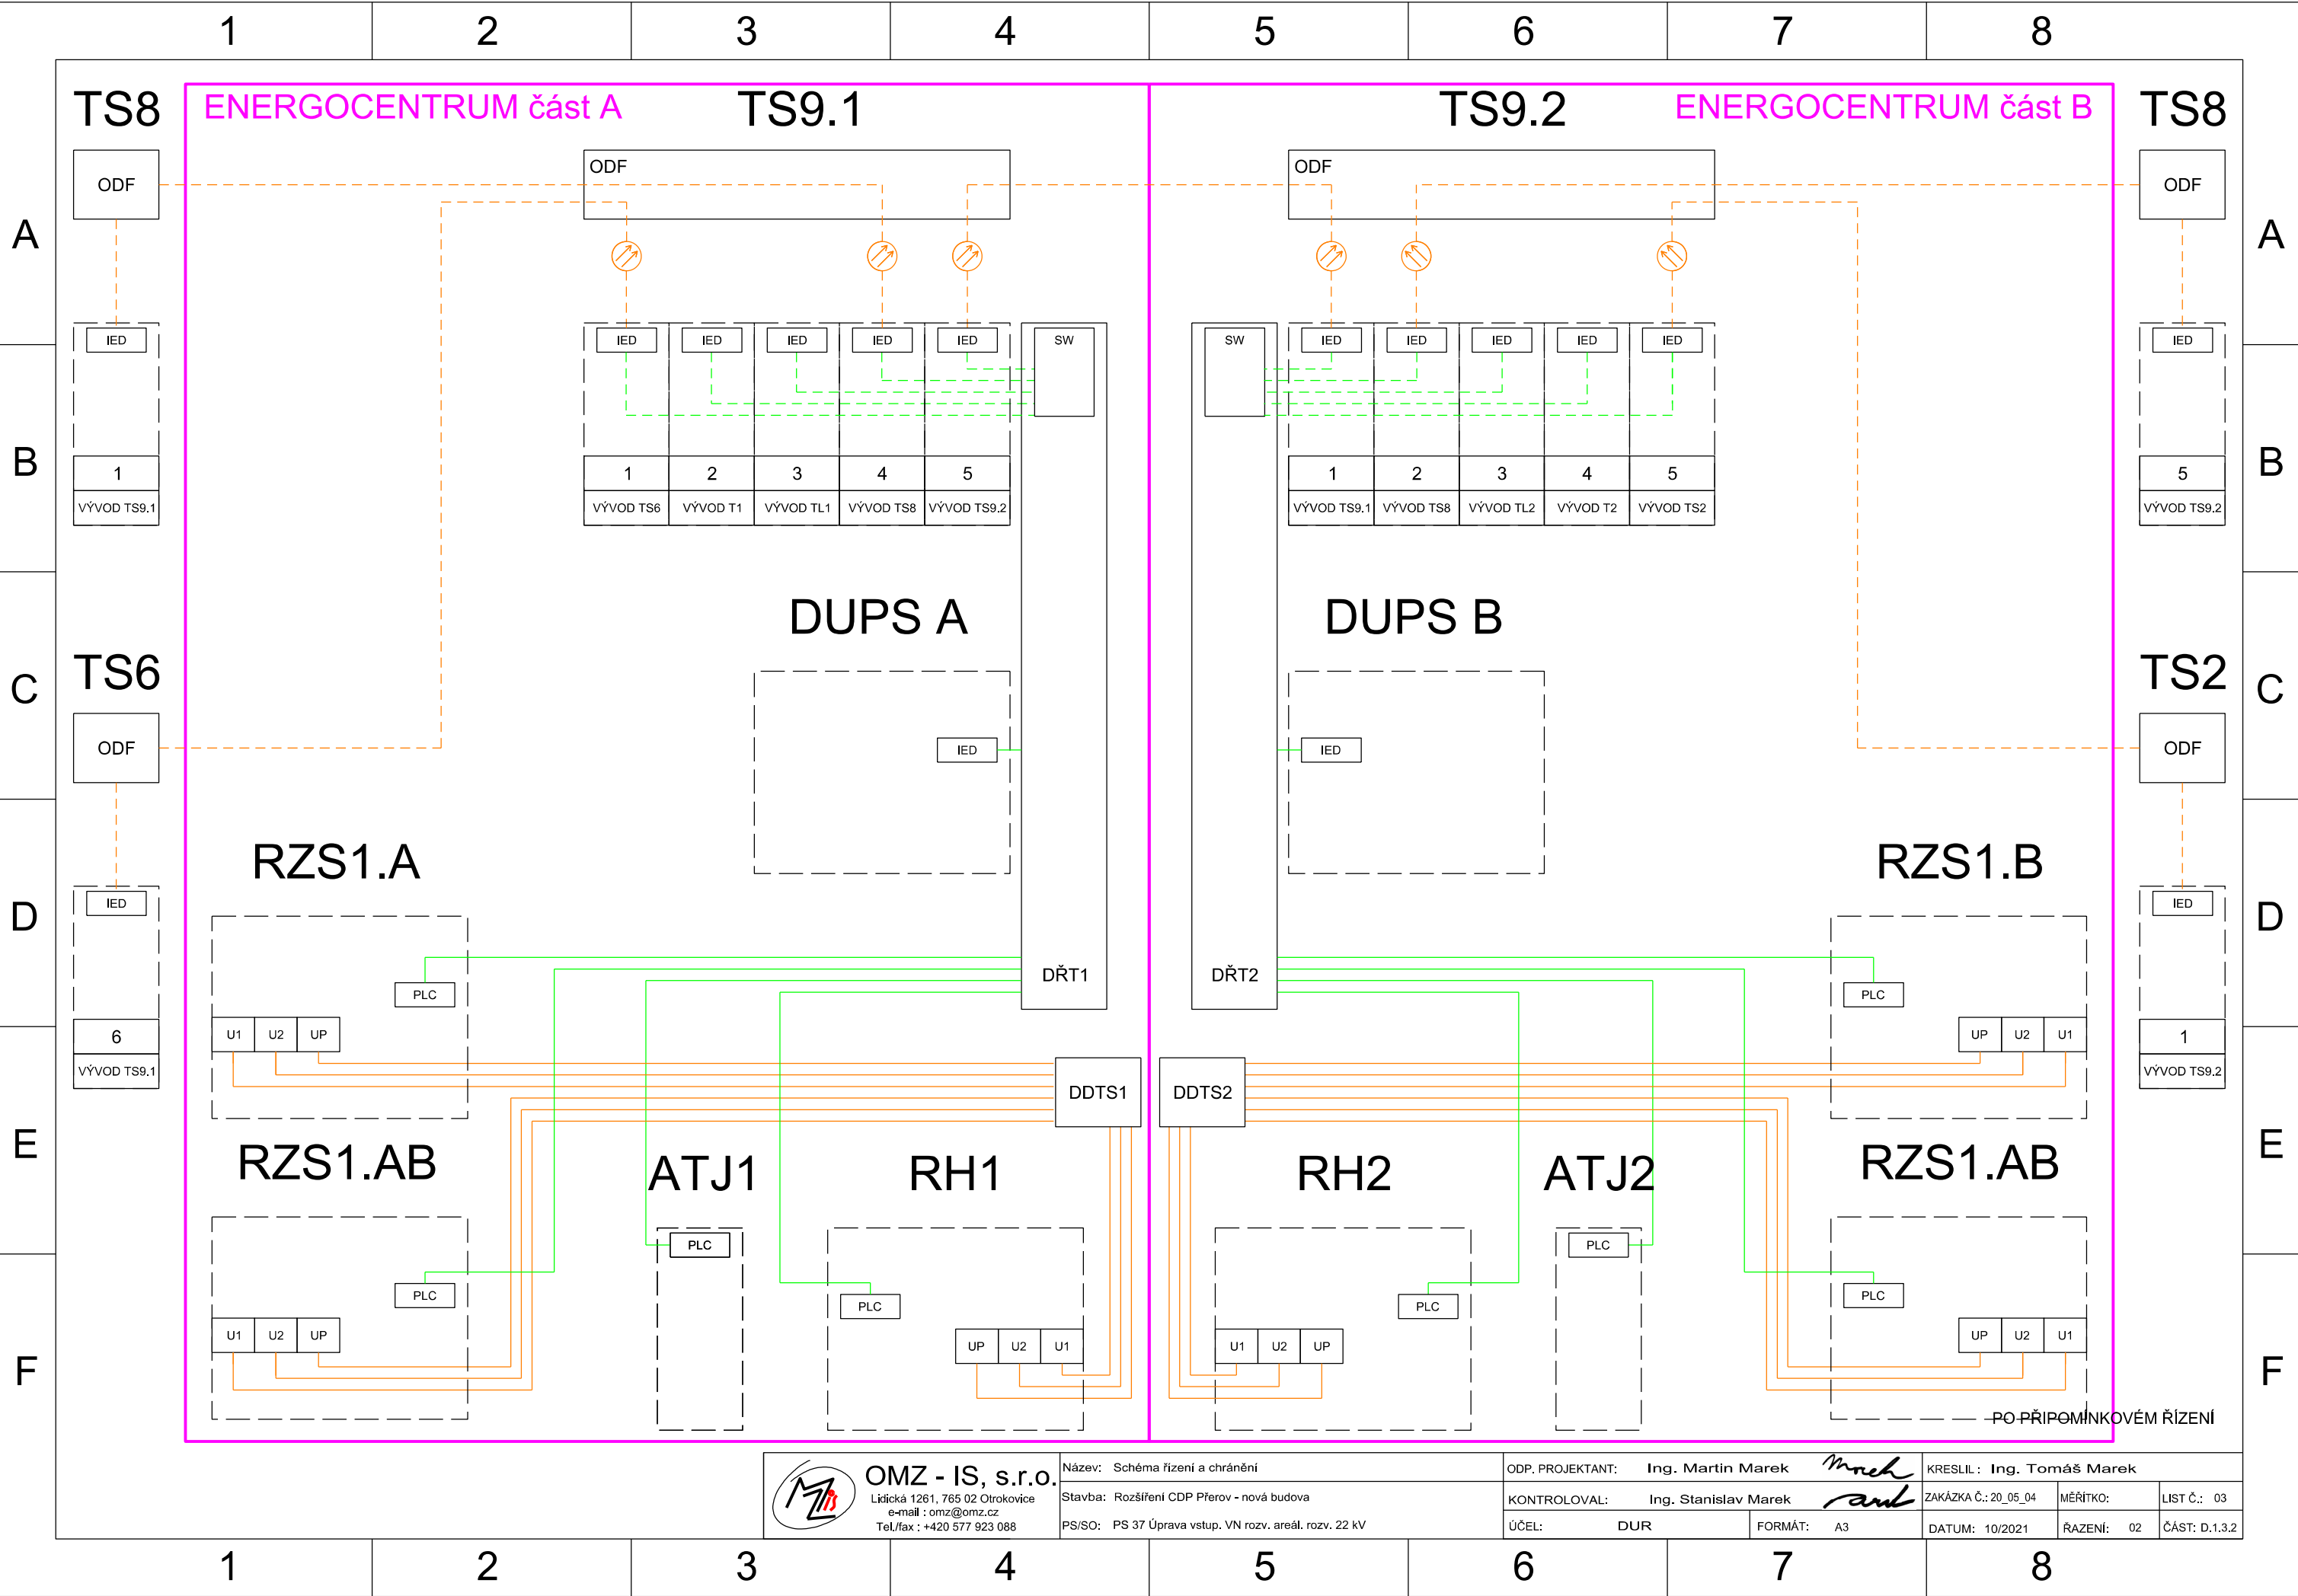 1 2 3 4 5 6 7 8
TS8 ENERGOCENTRUM část A TS9.1 TS9.2 ENERGOCENTRUM část B TS8
ODF ODF ODF ODF
A A
IED IED IED IED IED IED SW SW IED IED IED IED IED IED
B B
1 1 2 3 4 5 1 2 3 4 5 5
VÝVOD TS9.1 VÝVOD TS6 VÝVOD T1 VÝVOD TL1 VÝVOD TS8 VÝVOD TS9.2 VÝVOD TS9.1 VÝVOD TS8 VÝVOD TL2 VÝVOD T2 VÝVOD TS2 VÝVOD TS9.2
DUPS A DUPS B
TS6 TS2
C C
ODF IED IED ODF
RZS1.A RZS1.B
IED IED
D D
DŘT1 DŘT2
PLC PLC
U1 U2 UP UP U2 U1
6 1
VÝVOD TS9.1 VÝVOD TS9.2
DDTS1 DDTS2
E E
RZS1.AB ATJ1 RH1 RH2 ATJ2 RZS1.AB
PLC PLC
PLC PLC PLC PLC
U1 U2 UP UP U2 U1 U1 U2 UP UP U2 U1
F F
PO PŘIPOMÍNKOVÉM ŘÍZENÍ
OMZ - IS, s.r.o.
Lidická 1261, 765 02 Otrokovice
e-mail : omz@omz.cz
Tel./fax : +420 577 923 088
Název: Schéma řízení a chránění
Stavba: Rozšíření CDP Přerov - nová budova
PS/SO: PS 37 Úprava vstup. VN rozv. areál. rozv. 22 kV
ODP. PROJEKTANT: Ing. Martin Marek
KONTROLOVAL: Ing. Stanislav Marek
ÚČEL: DUR FORMÁT: A3
KRESLIL: Ing. Tomáš Marek
ZAKÁZKA Č.: 20_05_04 MĚŘÍTKO: LIST Č.: 03
DATUM: 10/2021 ŘAZENÍ: 02 ČÁST: D.1.3.2
1 2 3 4 5 6 7 8